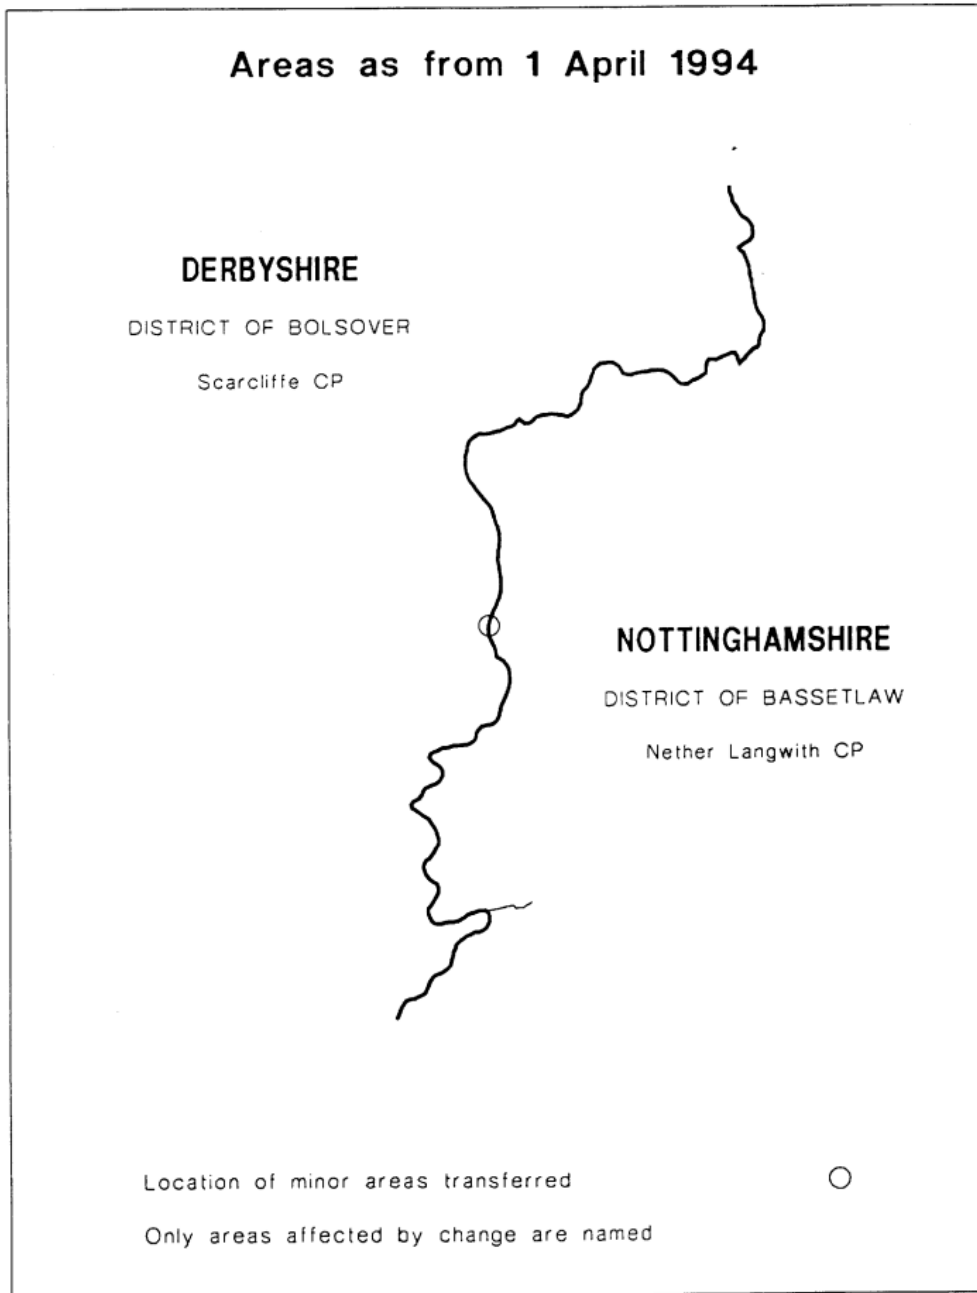 Areas as from 1 April 1994
DERBYSHIRE
DISTRICT OF BOLSOVER
Scarcliffe CP
NOTTINGHAMSHIRE
DISTRICT OF BASSETLAW
Nether Langwith CP
Location of minor areas transferred
Only areas affected by change are named